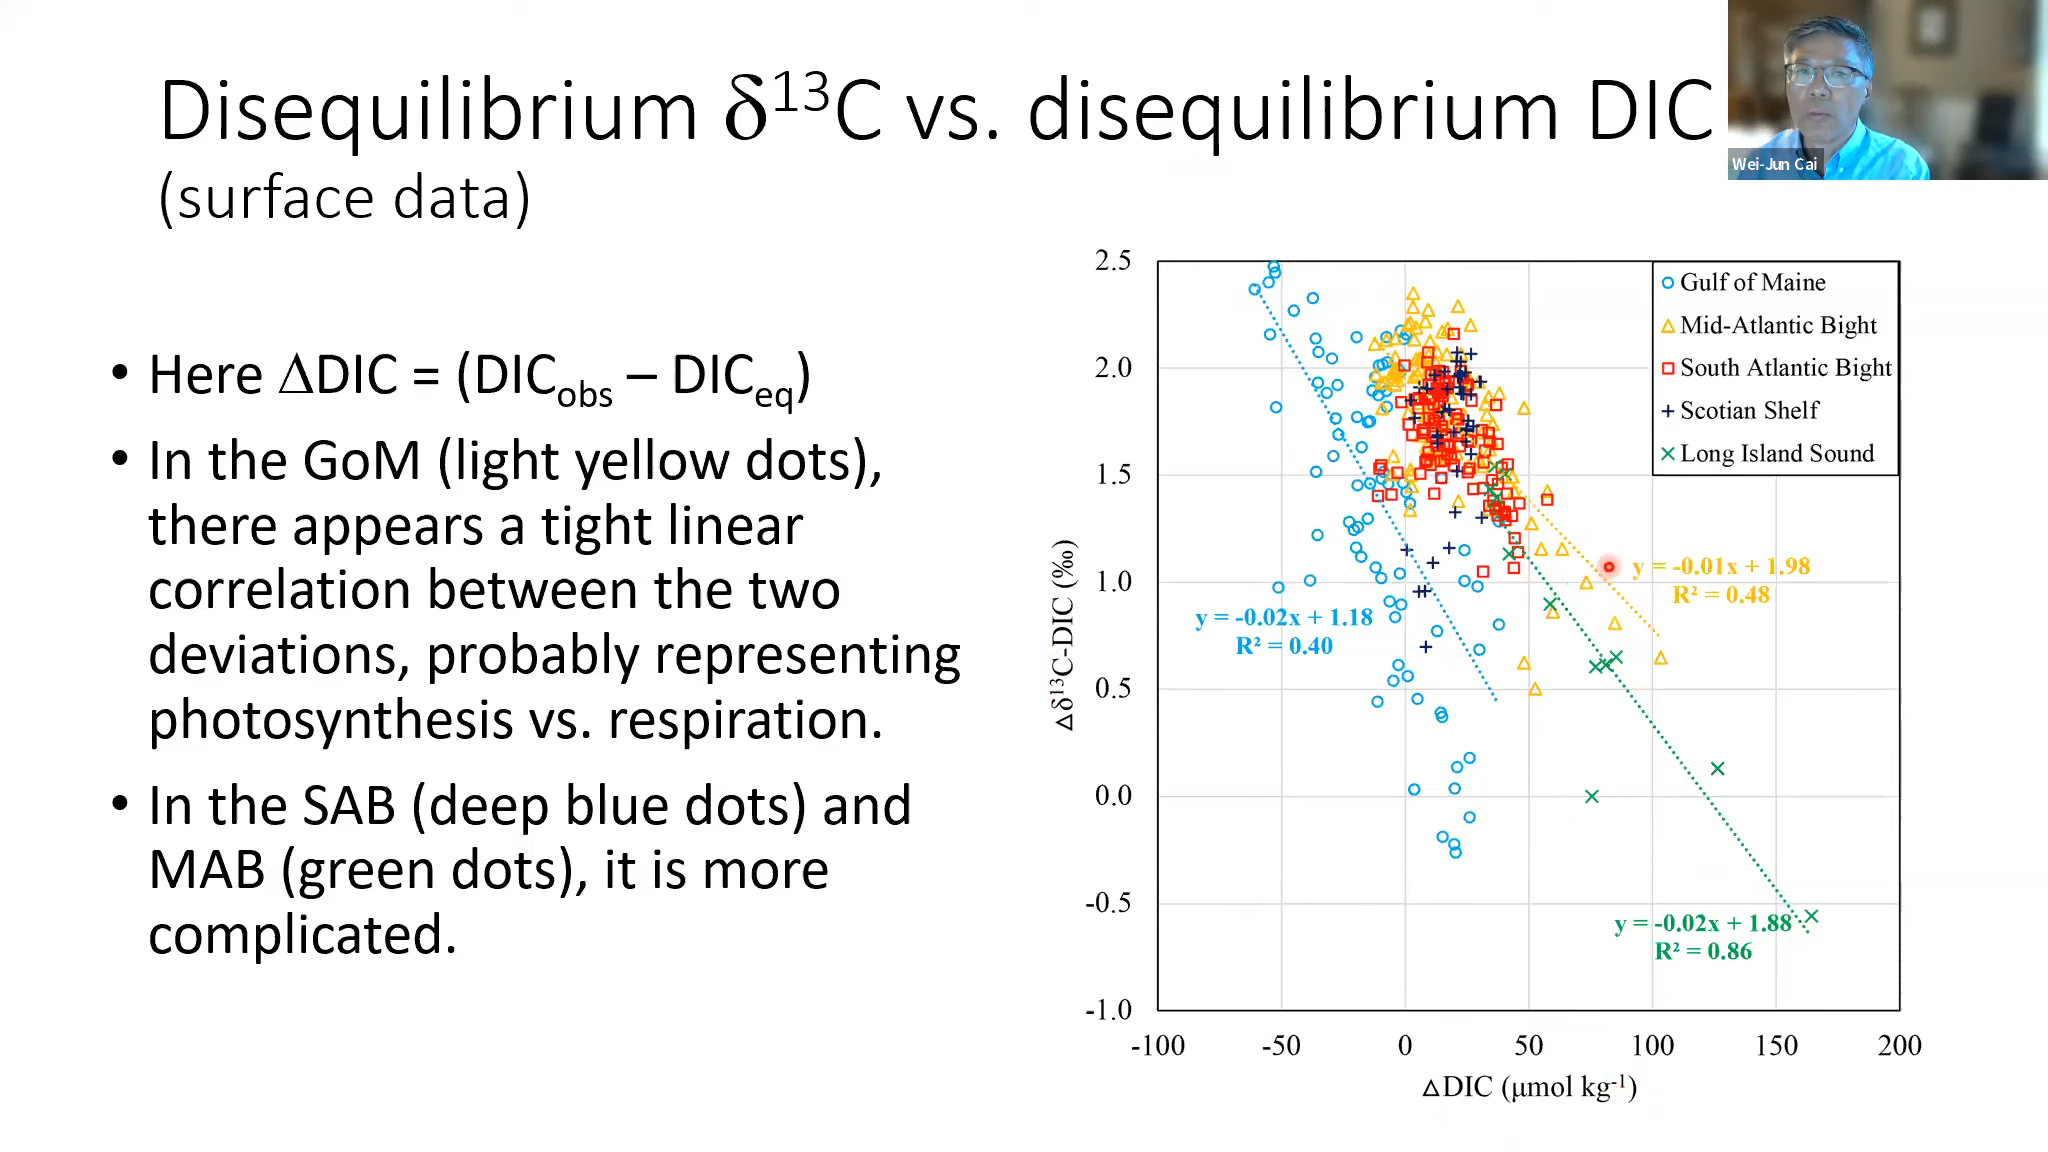 Disequilibrium δ¹³C vs. disequilibrium DIC
(surface data)
Wei-Jun Cai
• Here ΔDIC = (DICobs – DICeq)
• In the GoM (light yellow dots),
there appears a tight linear
correlation between the two
deviations, probably representing
photosynthesis vs. respiration.
• In the SAB (deep blue dots) and
MAB (green dots), it is more
complicated.
2.5
2.0
1.5
1.0
0.5
0.0
-0.5
-1.0
△δ¹³C-DIC (‰)
Gulf of Maine
Mid-Atlantic Bight
South Atlantic Bight
Scotian Shelf
Long Island Sound
y = -0.01x + 1.98
R² = 0.48
y = -0.02x + 1.18
R² = 0.40
y = -0.02x + 1.88
R² = 0.86
-100 -50 0 50 100 150 200
△DIC (μmol kg⁻¹)